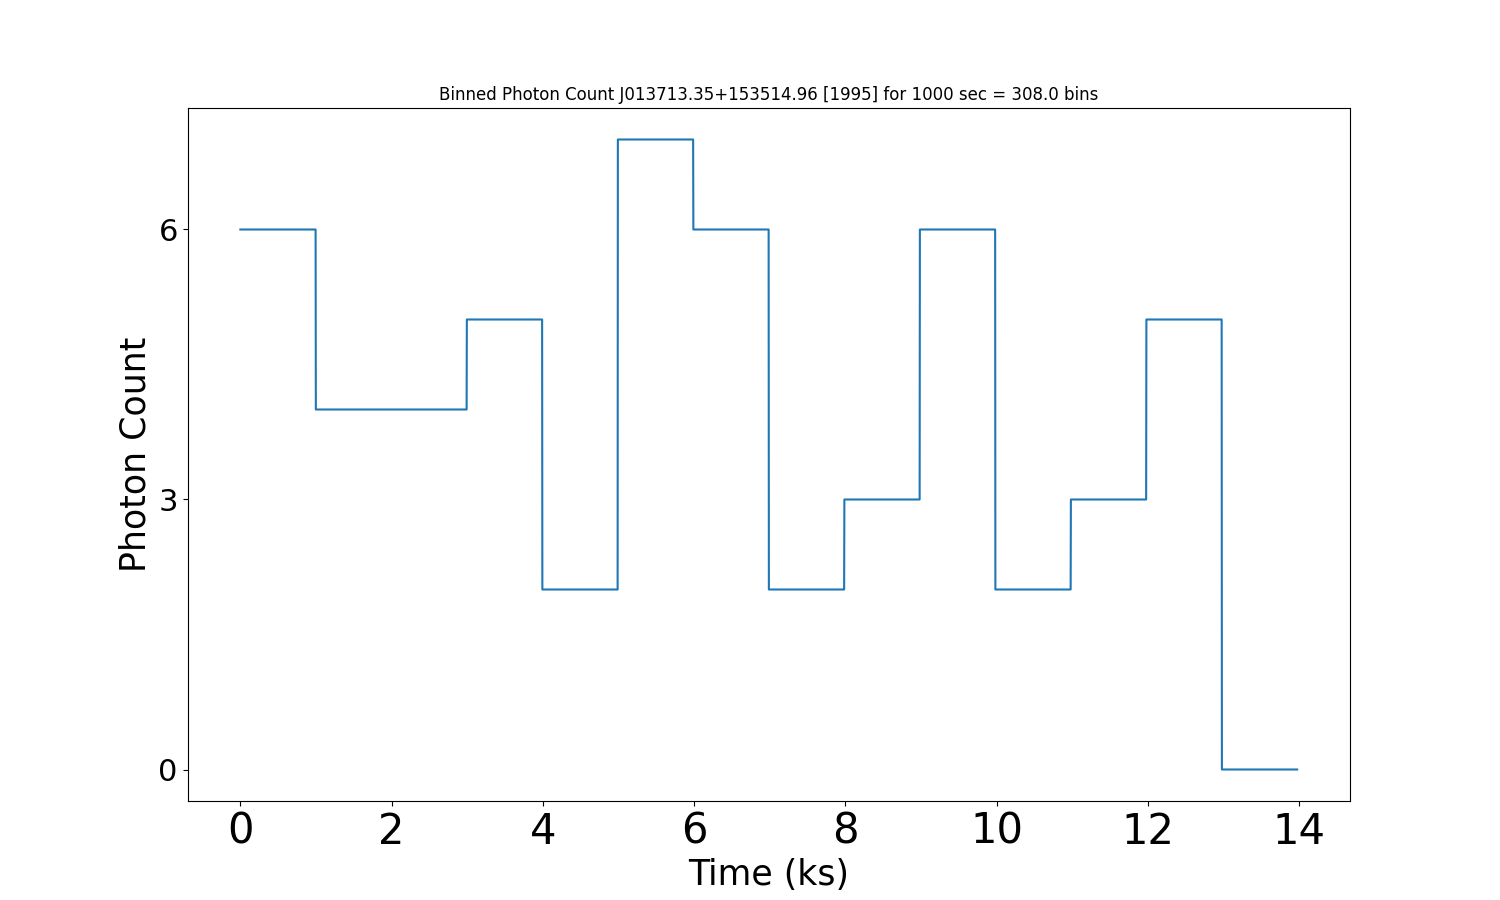 Binned Photon Count J013713.35+153514.96 [1995] for 1000 sec = 308.0 bins
Photon Count
6
3
0
0 2 4 6 8 10 12 14
Time (ks)